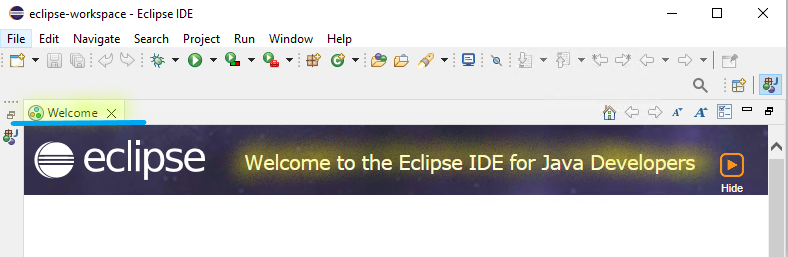 eclipse-workspace - Eclipse IDE
File Edit Navigate Search Project Run Window Help
Welcome
eclipse Welcome to the Eclipse IDE for Java Developers
Hide